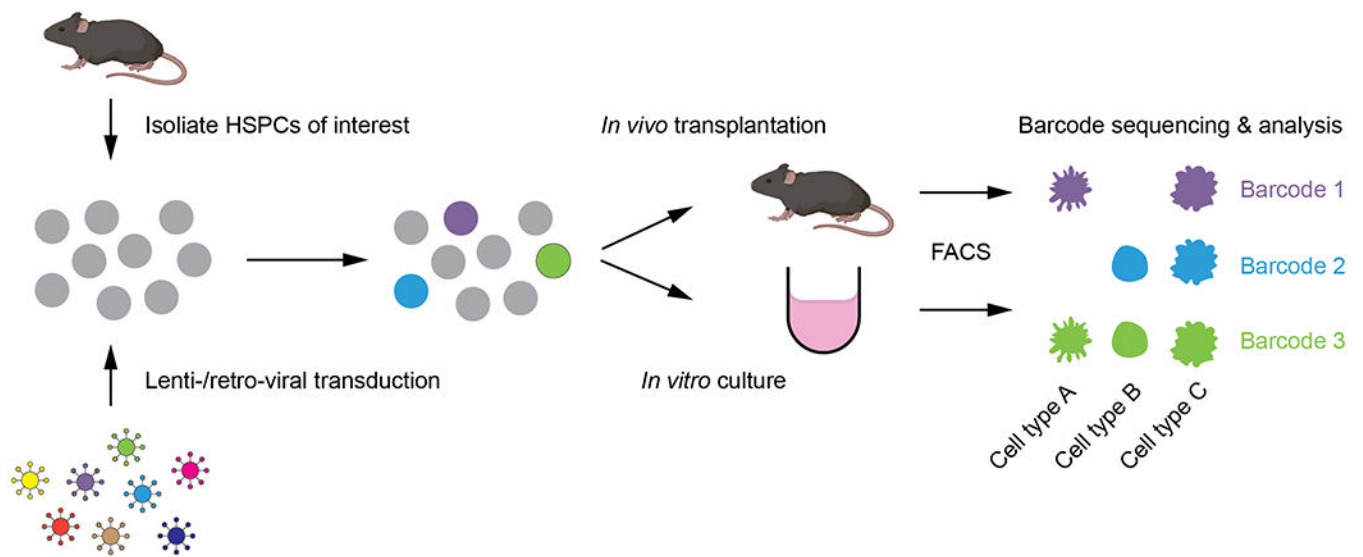 Isoliate HSPCs of interest
In vivo transplantation
Barcode sequencing & analysis
Barcode 1
FACS
Barcode 2
Barcode 3
Lenti-/retro-viral transduction
In vitro culture
Cell type A
Cell type B
Cell type C